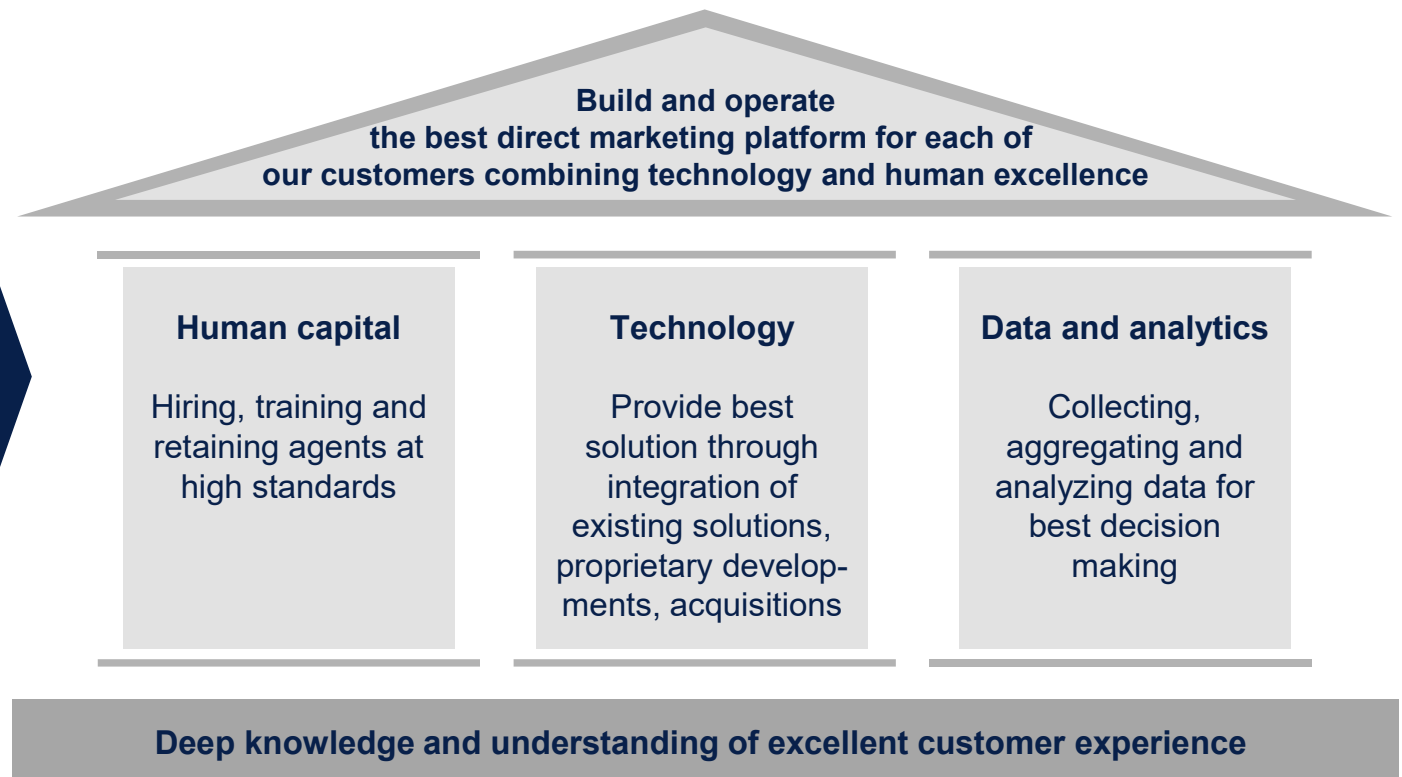 Build and operate
the best direct marketing platform for each of
our customers combining technology and human excellence
Human capital
Hiring, training and
retaining agents at
high standards
Technology
Provide best
solution through
integration of
existing solutions,
proprietary develop-
ments, acquisitions
Data and analytics
Collecting,
aggregating and
analyzing data for
best decision
making
Deep knowledge and understanding of excellent customer experience